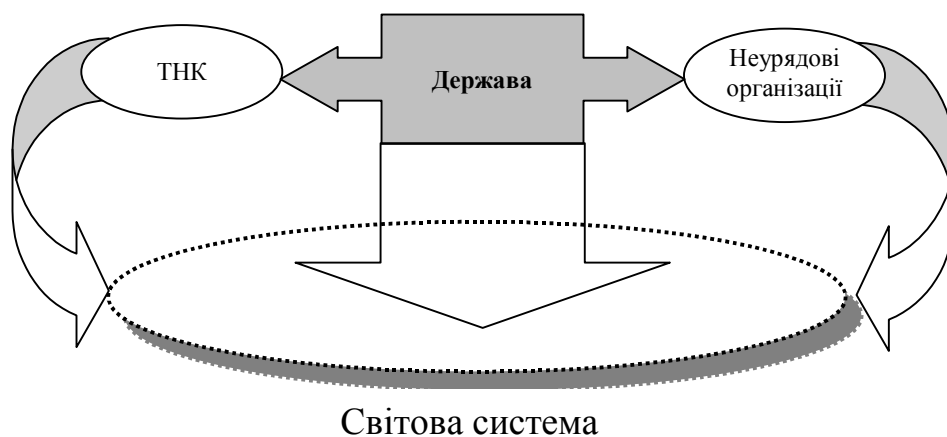 ТНК
Держава
Неурядові
організації
Світова система